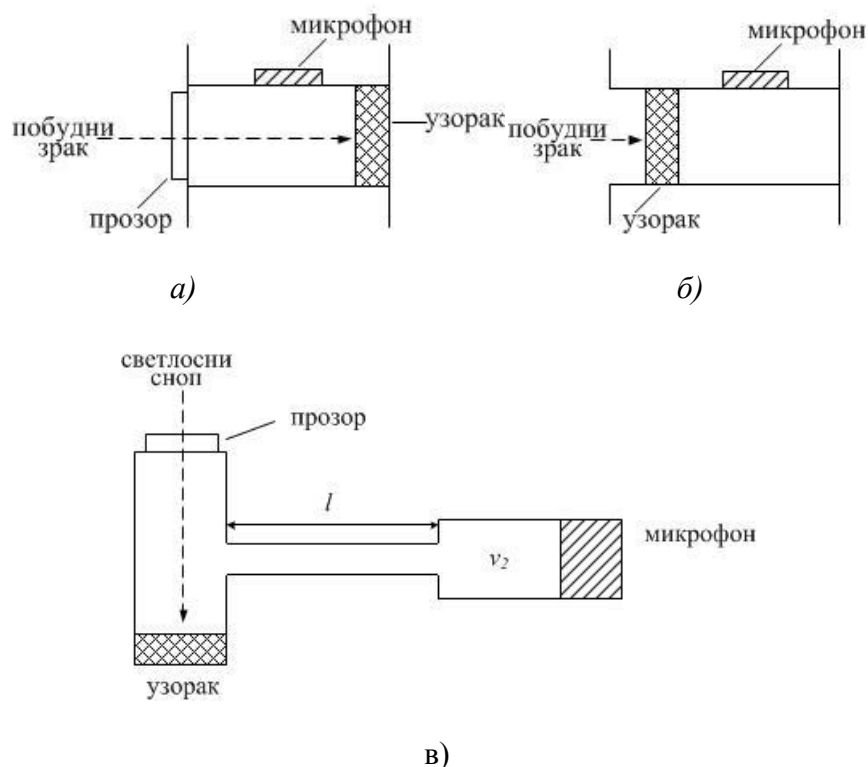 микрофон
побудни
зрак
прозор
узорак
а)
микрофон
побудни
зрак
узорак
б)
светлосни
сноп
прозор
l
v₂
микрофон
узорак
в)